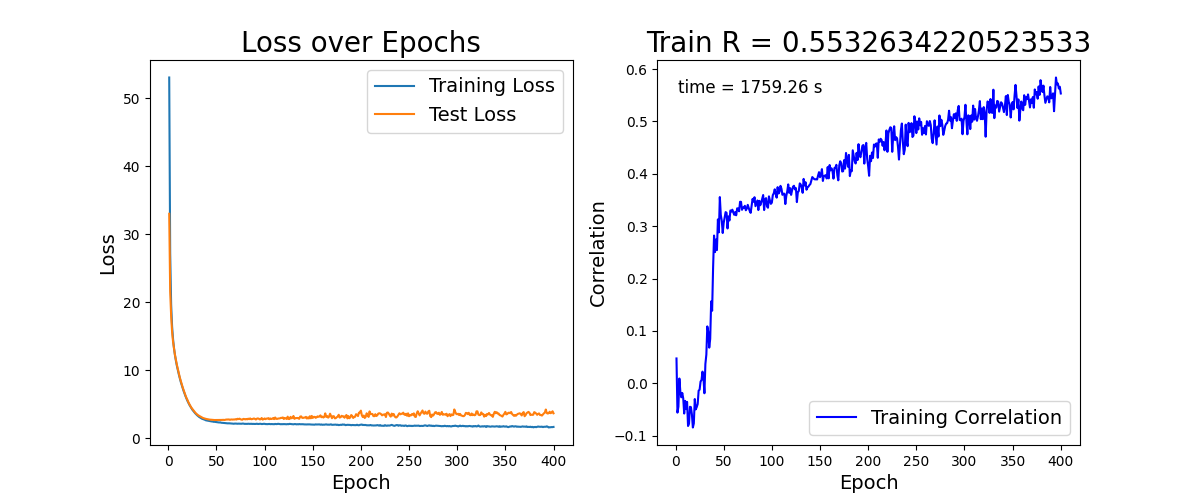 Loss over Epochs
Training Loss
Test Loss
50
40
30
20
10
0
Loss
0 50 100 150 200 250 300 350 400
Epoch
Train R = 0.5532634220523533
time = 1759.26 s
0.6
0.5
0.4
0.3
0.2
0.1
0.0
−0.1
Correlation
Training Correlation
0 50 100 150 200 250 300 350 400
Epoch